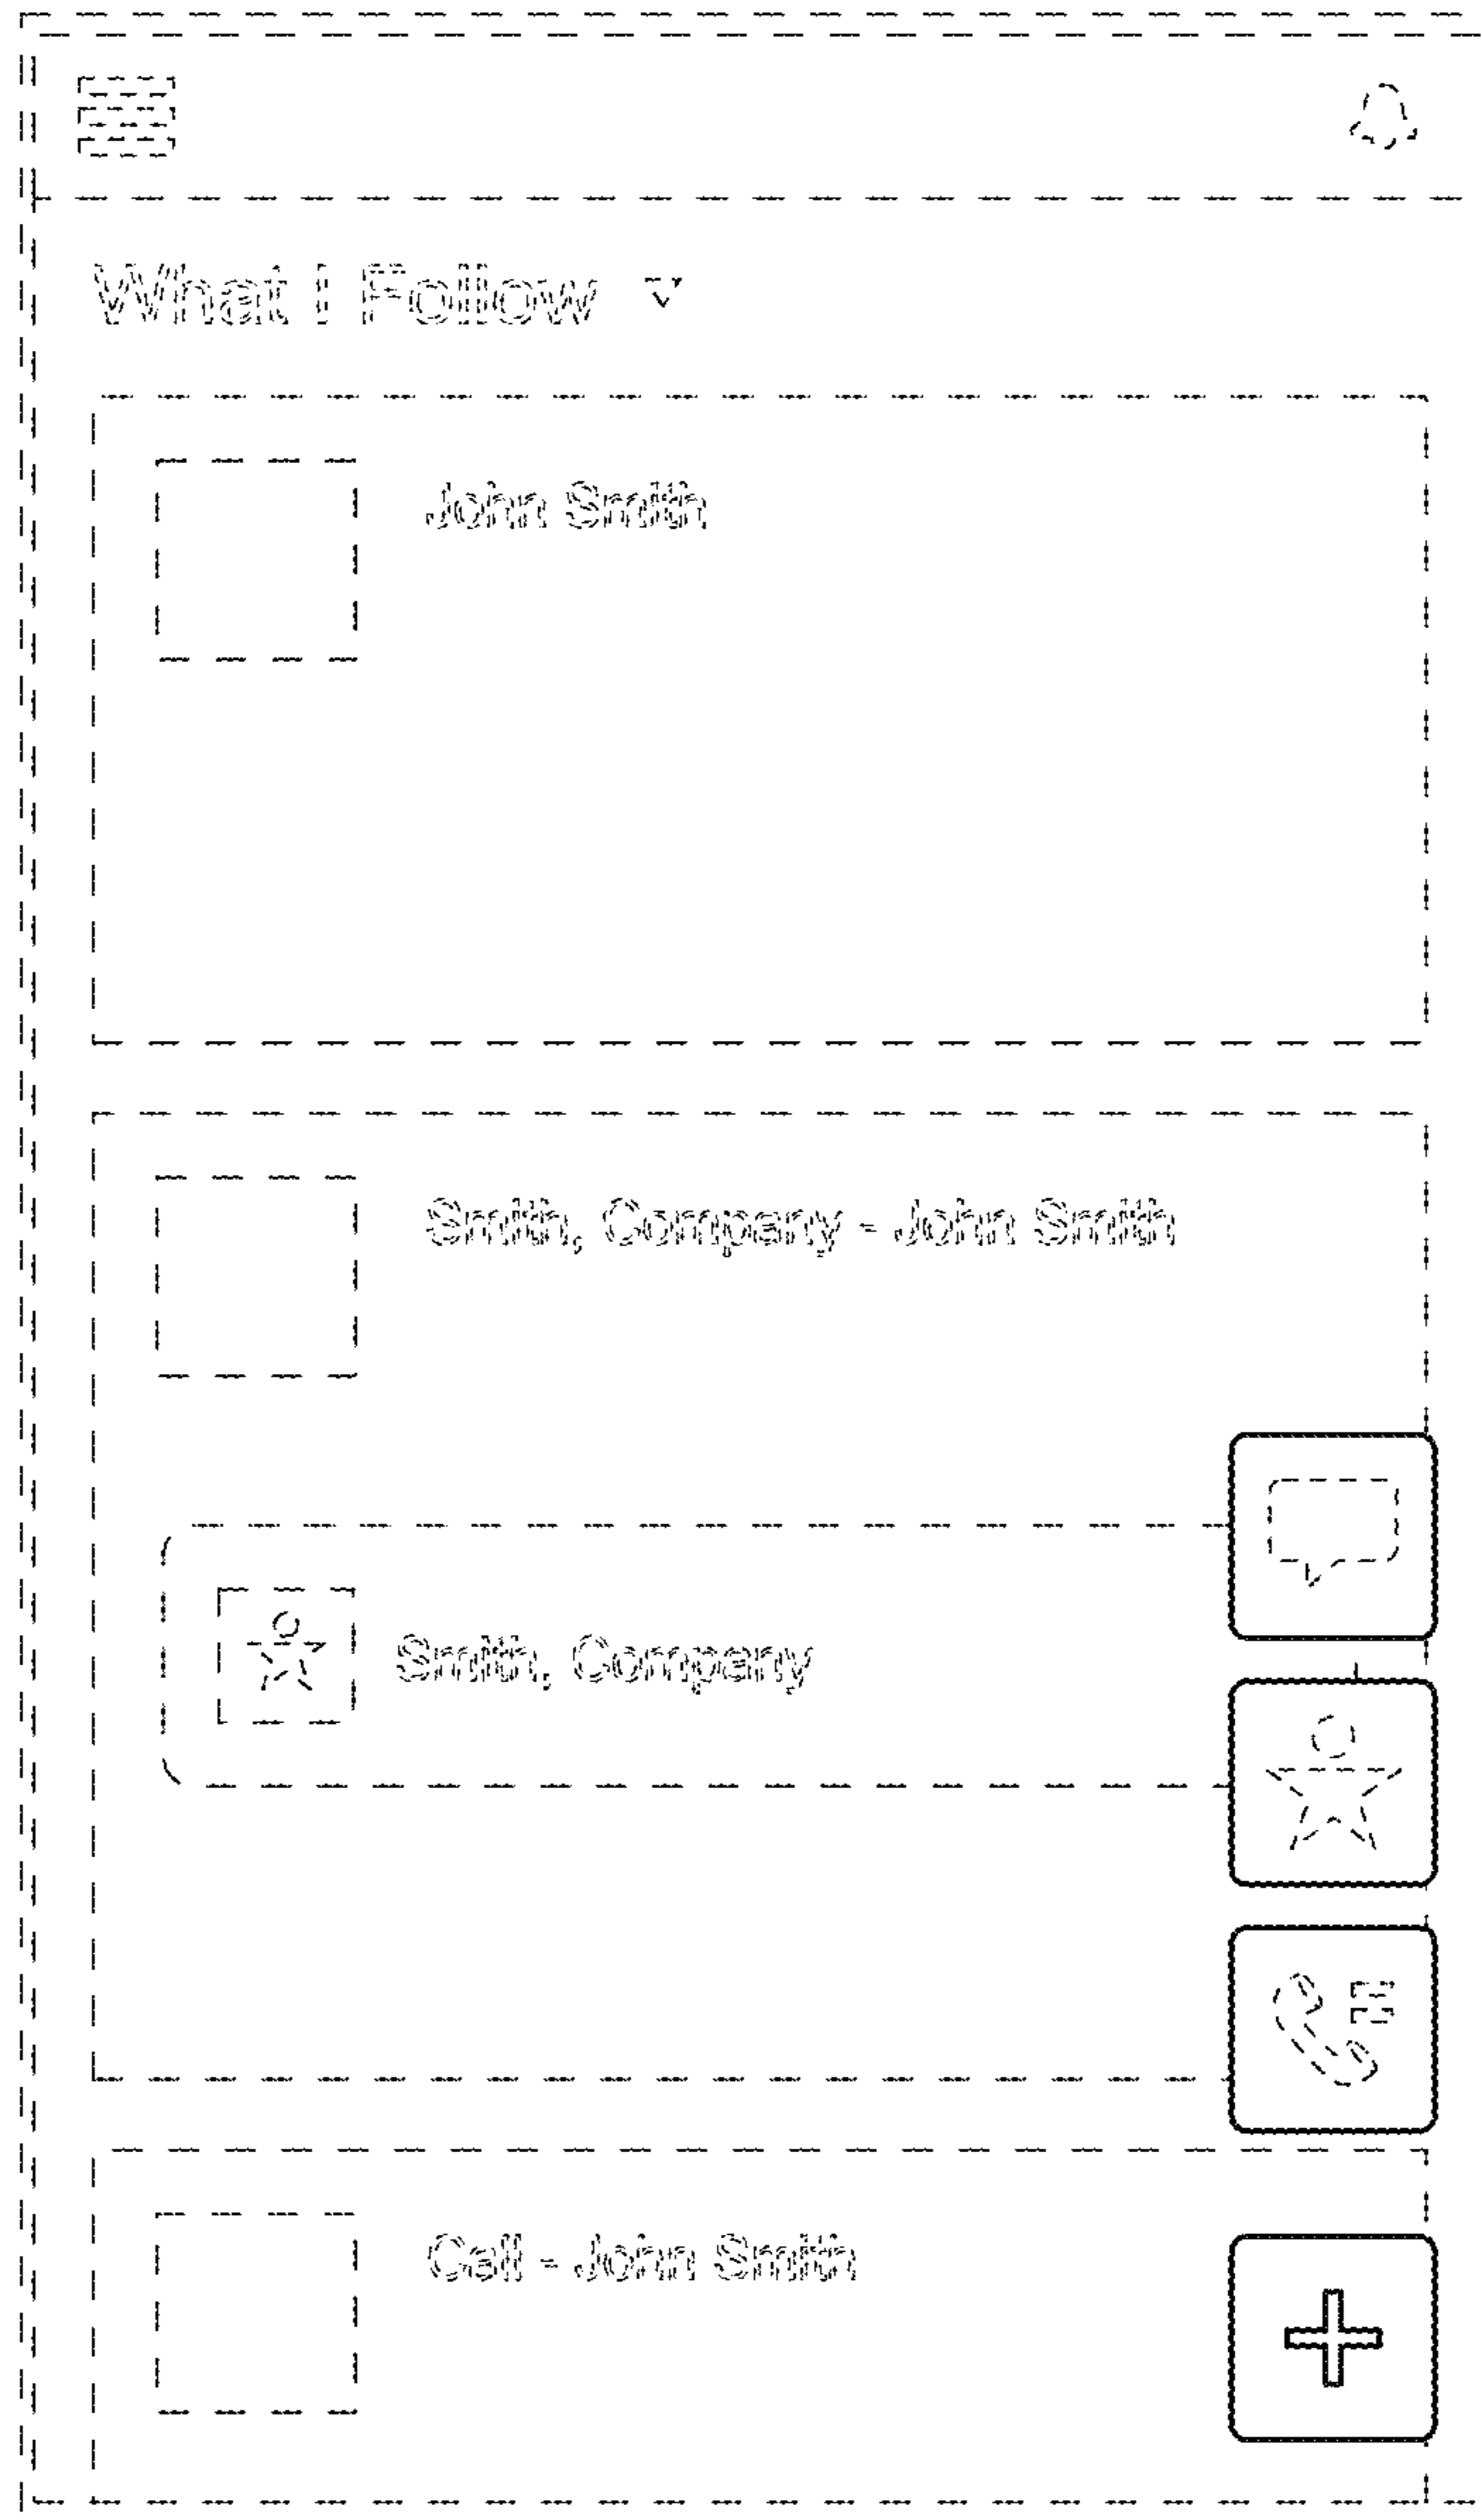 What I Follow
John Smith
Smith, Company - John Smith
Smith, Company
Call - John Smith